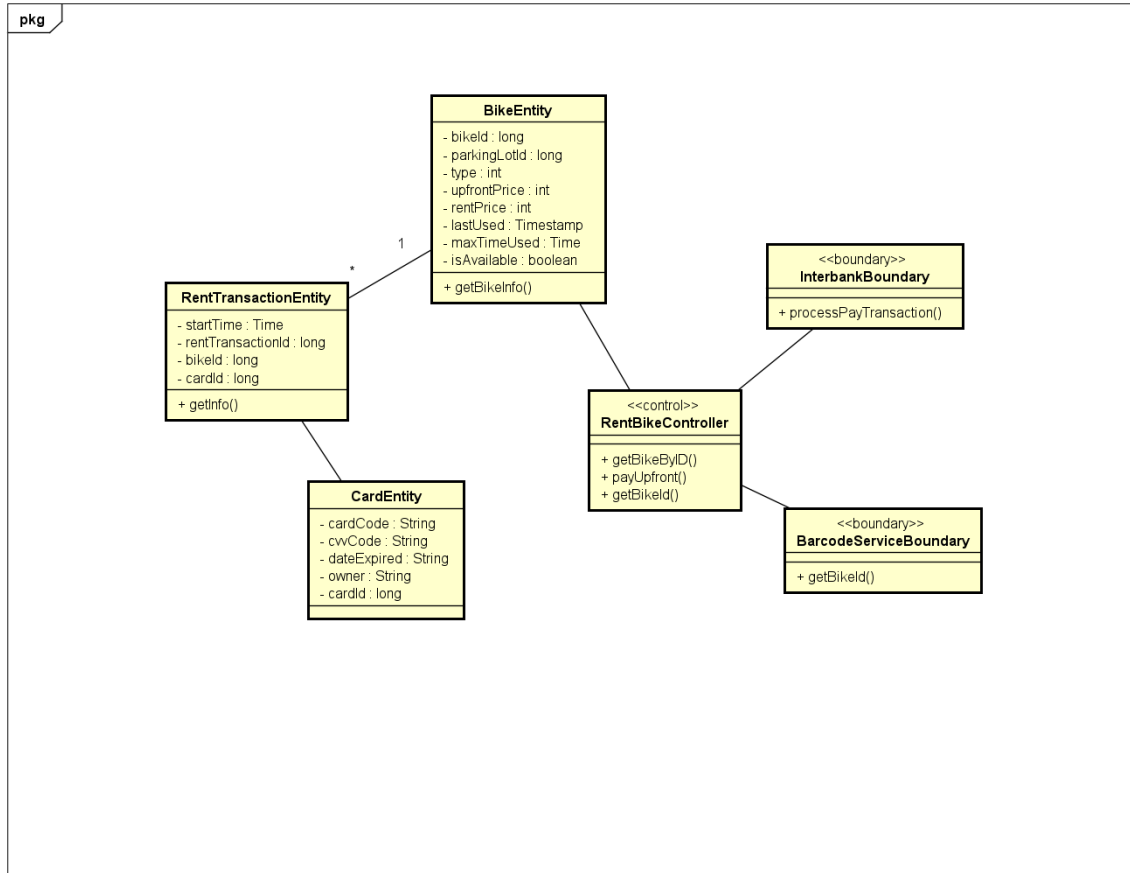 pkg
BikeEntity
- bikeId : long
- parkingLotId : long
- type : int
- upfrontPrice : int
- rentPrice : int
- lastUsed : Timestamp
- maxTimeUsed : Time
- isAvailable : boolean
+ getBikeInfo()
1
*
RentTransactionEntity
- startTime : Time
- rentTransactionId : long
- bikeId : long
- cardId : long
+ getInfo()
CardEntity
- cardCode : String
- cvvCode : String
- dateExpired : String
- owner : String
- cardId : long
<<boundary>>
InterbankBoundary
+ processPayTransaction()
<<control>>
RentBikeController
+ getBikeByID()
+ payUpfront()
+ getBikeId()
<<boundary>>
BarcodeServiceBoundary
+ getBikeId()